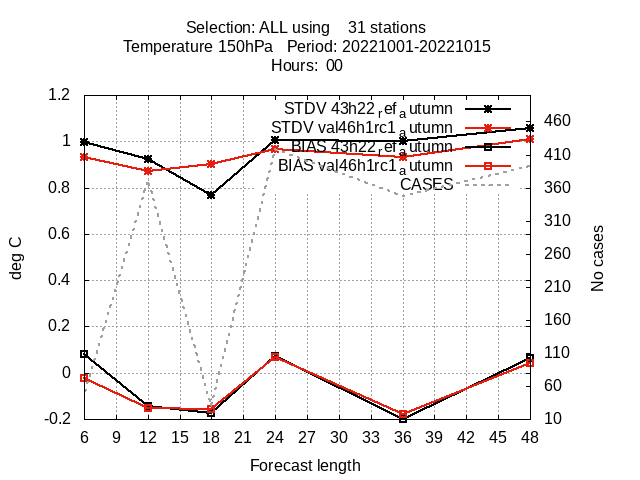 Selection: ALL using 31 stations
Temperature 150hPa Period: 20221001-20221015
Hours: 00
STDV 43h22_ref_autumn
STDV val46h1rc1_autumn
BIAS 43h22_ref_autumn
BIAS val46h1rc1_autumn
CASES
1.2
1
0.8
0.6
0.4
0.2
0
-0.2
deg C
460
410
360
310
260
210
160
110
60
10
No cases
6 9 12 15 18 21 24 27 30 33 36 39 42 45 48
Forecast length